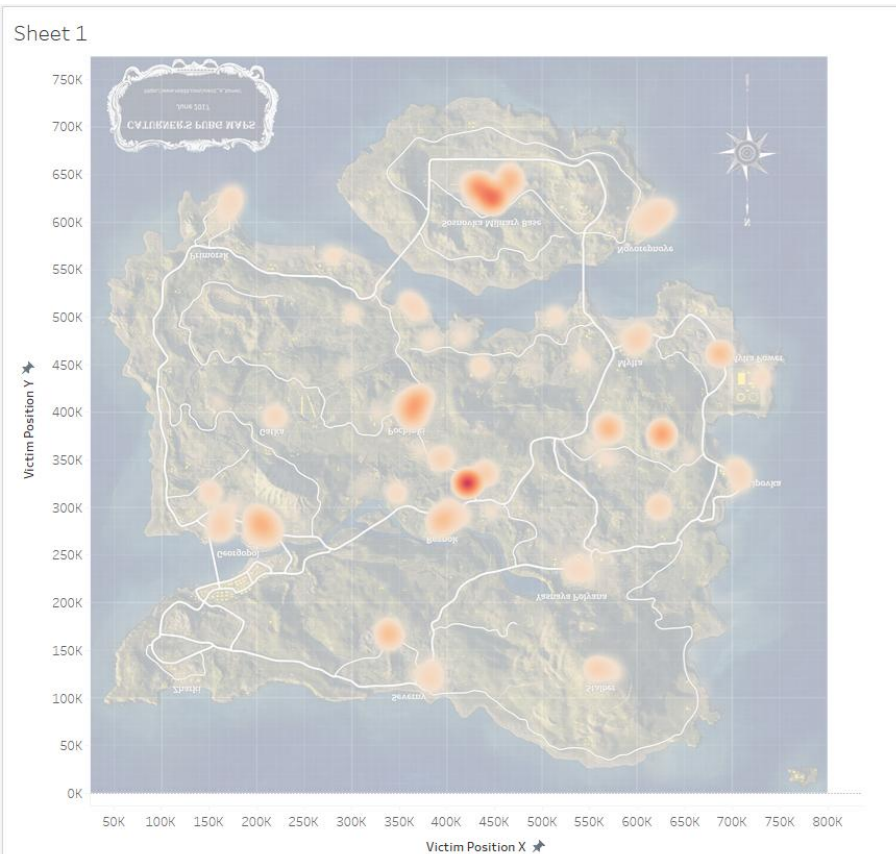 Sheet 1
750K
700K
650K
600K
550K
500K
450K
400K
350K
300K
250K
200K
150K
100K
50K
0K
Victim Position Y
June 2017
CATURNER'S PUBG MAPS
N
Sosnovka Military Base
Novorepnoye
Primorsk
Mylta Power
Mylta
Gatka
Pochinki
Georgopol
Rozhok
Yasnaya Polyana
Zharki
Severny
Stalber
50K 100K 150K 200K 250K 300K 350K 400K 450K 500K 550K 600K 650K 700K 750K 800K
Victim Position X